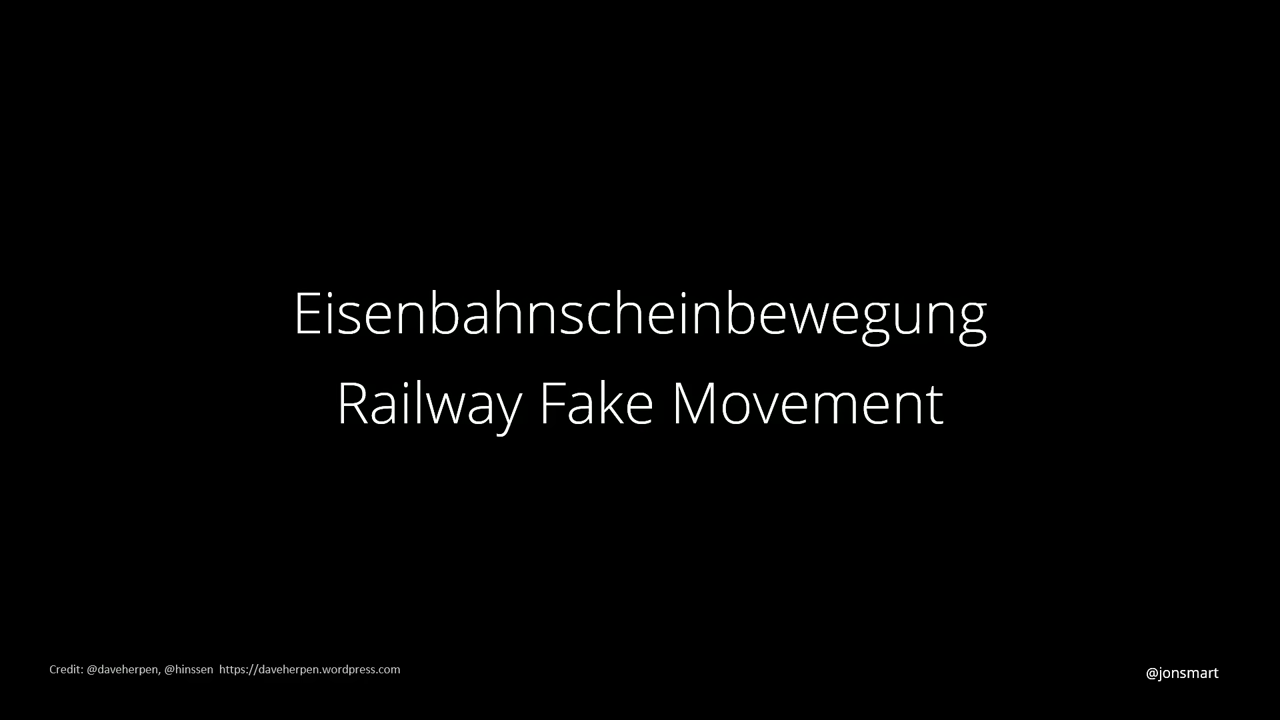 Eisenbahnscheinbewegung
Railway Fake Movement
Credit: @daveherpen, @hinssen https://daveherpen.wordpress.com
@jonsmart